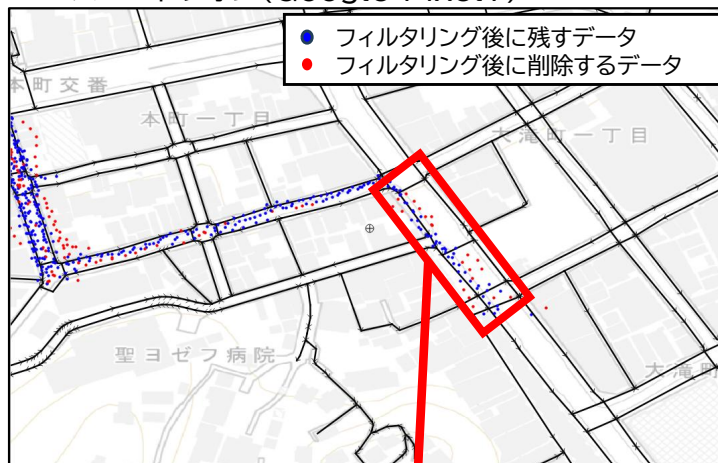 フィルタリング後に残すデータ
フィルタリング後に削除するデータ
本町交番
本町一丁目
大滝町一丁目
聖ヨゼフ病院
大滝町